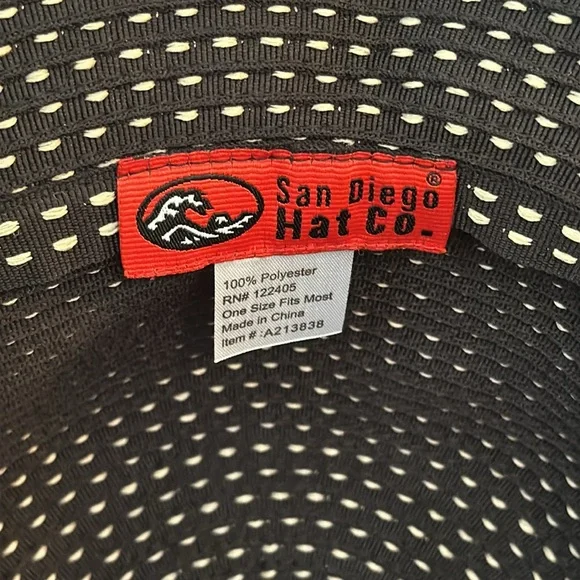 San Diego®
Hat Co.
100% Polyester
RN# 122405
One Size Fits Most
Made in China
Item # :A213838